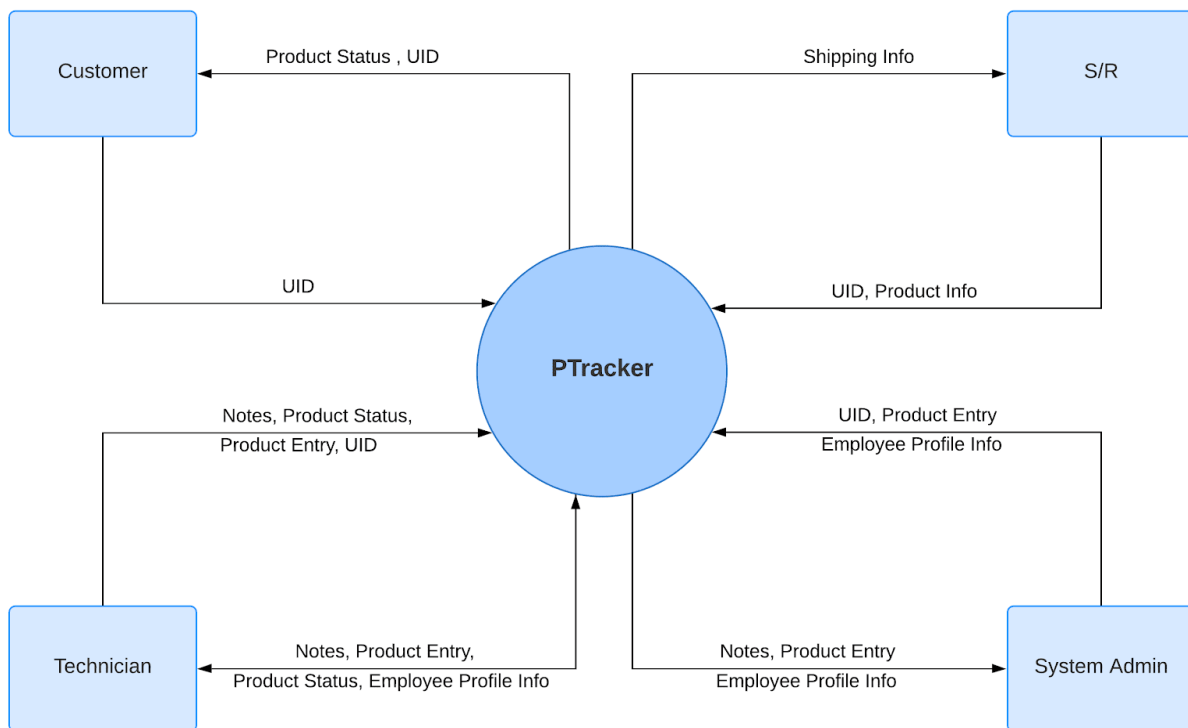 Customer
Product Status , UID
Shipping Info
S/R
UID
UID, Product Info
PTracker
Notes, Product Status,
Product Entry, UID
UID, Product Entry
Employee Profile Info
Technician
Notes, Product Entry,
Product Status, Employee Profile Info
Notes, Product Entry
Employee Profile Info
System Admin